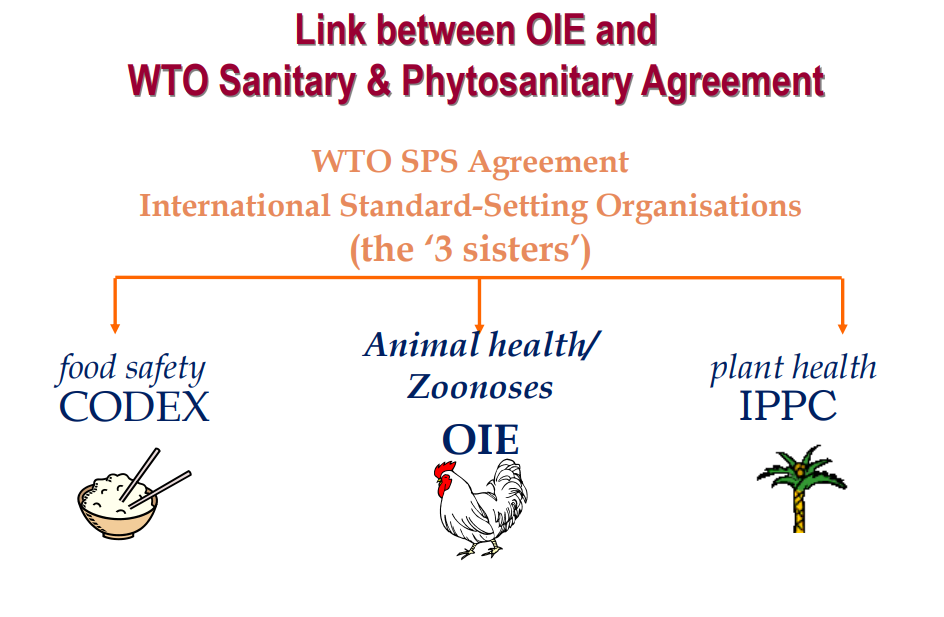 Link between OIE and
WTO Sanitary & Phytosanitary Agreement
WTO SPS Agreement
International Standard-Setting Organisations
(the ‘3 sisters’)
food safety
CODEX
Animal health/
Zoonoses
OIE
plant health
IPPC